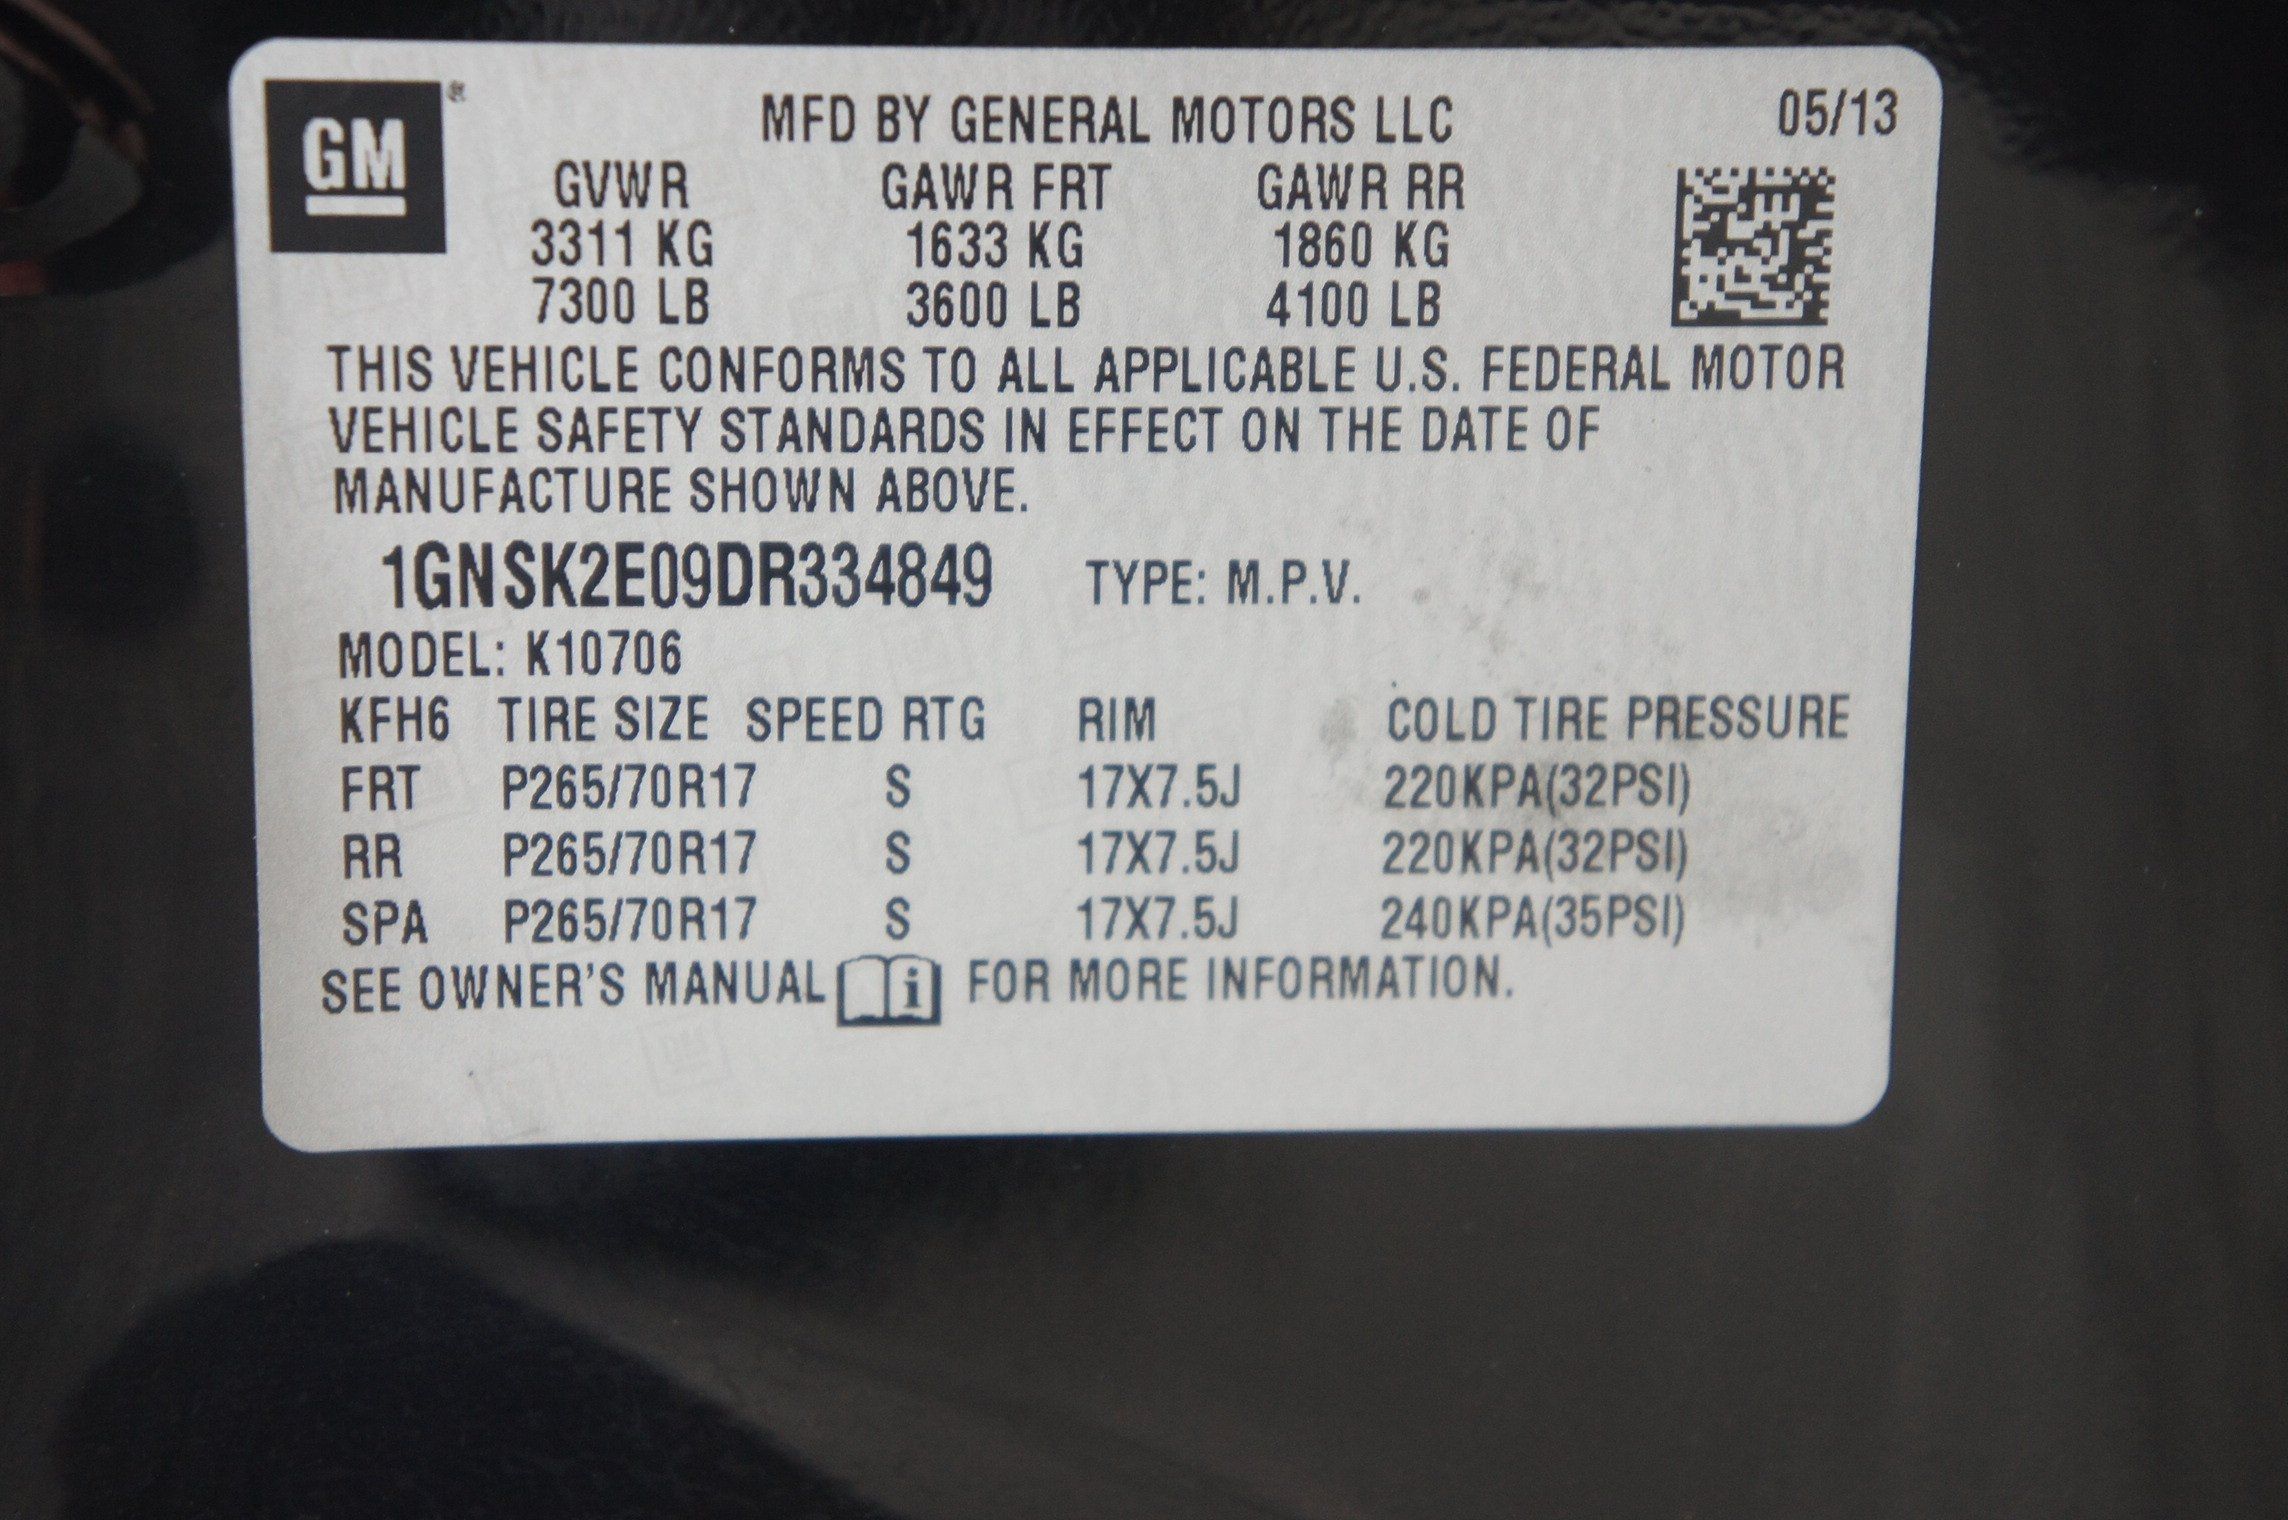 GM®
MFD BY GENERAL MOTORS LLC 05/13
GVWR GAWR FRT GAWR RR
3311 KG 1633 KG 1860 KG
7300 LB 3600 LB 4100 LB
THIS VEHICLE CONFORMS TO ALL APPLICABLE U.S. FEDERAL MOTOR
VEHICLE SAFETY STANDARDS IN EFFECT ON THE DATE OF
MANUFACTURE SHOWN ABOVE.
1GNSK2E09DR334849 TYPE: M.P.V.
MODEL: K10706
KFH6 TIRE SIZE SPEED RTG RIM COLD TIRE PRESSURE
FRT P265/70R17 S 17X7.5J 220KPA(32PSI)
RR P265/70R17 S 17X7.5J 220KPA(32PSI)
SPA P265/70R17 S 17X7.5J 240KPA(35PSI)
SEE OWNER'S MANUAL i FOR MORE INFORMATION.